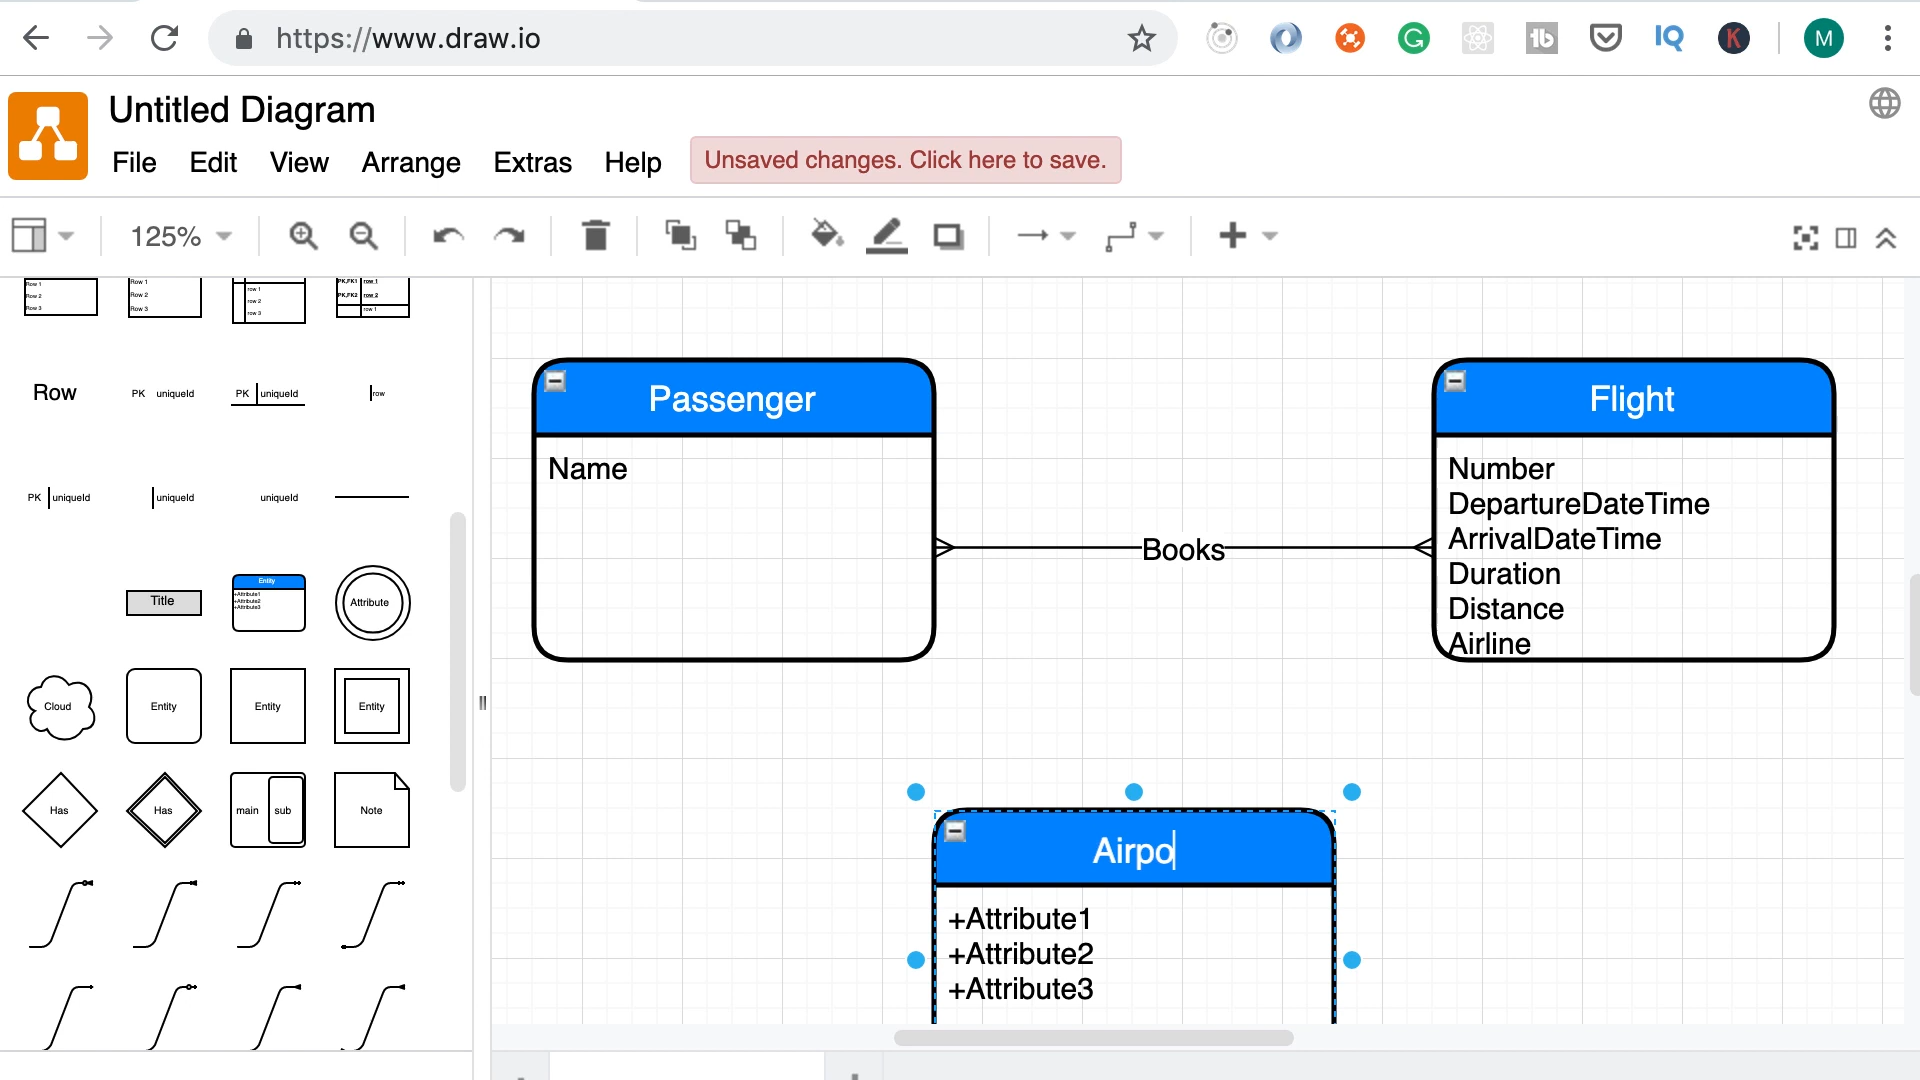 https://www.draw.io
M
Untitled Diagram
File Edit View Arrange Extras Help
Unsaved changes. Click here to save.
125%
Row 1
Row 2
Row 3
Row 1
Row 2
Row 3
row 1
row 2
row 3
PK,FK1 row 1
PK,FK2 row 2
row 1
Row
PK uniqueId
PK uniqueId
row
PK uniqueId
uniqueId
uniqueId
Title
Entity
+Attribute1
+Attribute2
+Attribute3
Attribute
Cloud
Entity
Entity
Entity
Has
Has
main sub
Note
Passenger
Name
Books
Flight
Number
DepartureDateTime
ArrivalDateTime
Duration
Distance
Airline
Airpo
+Attribute1
+Attribute2
+Attribute3